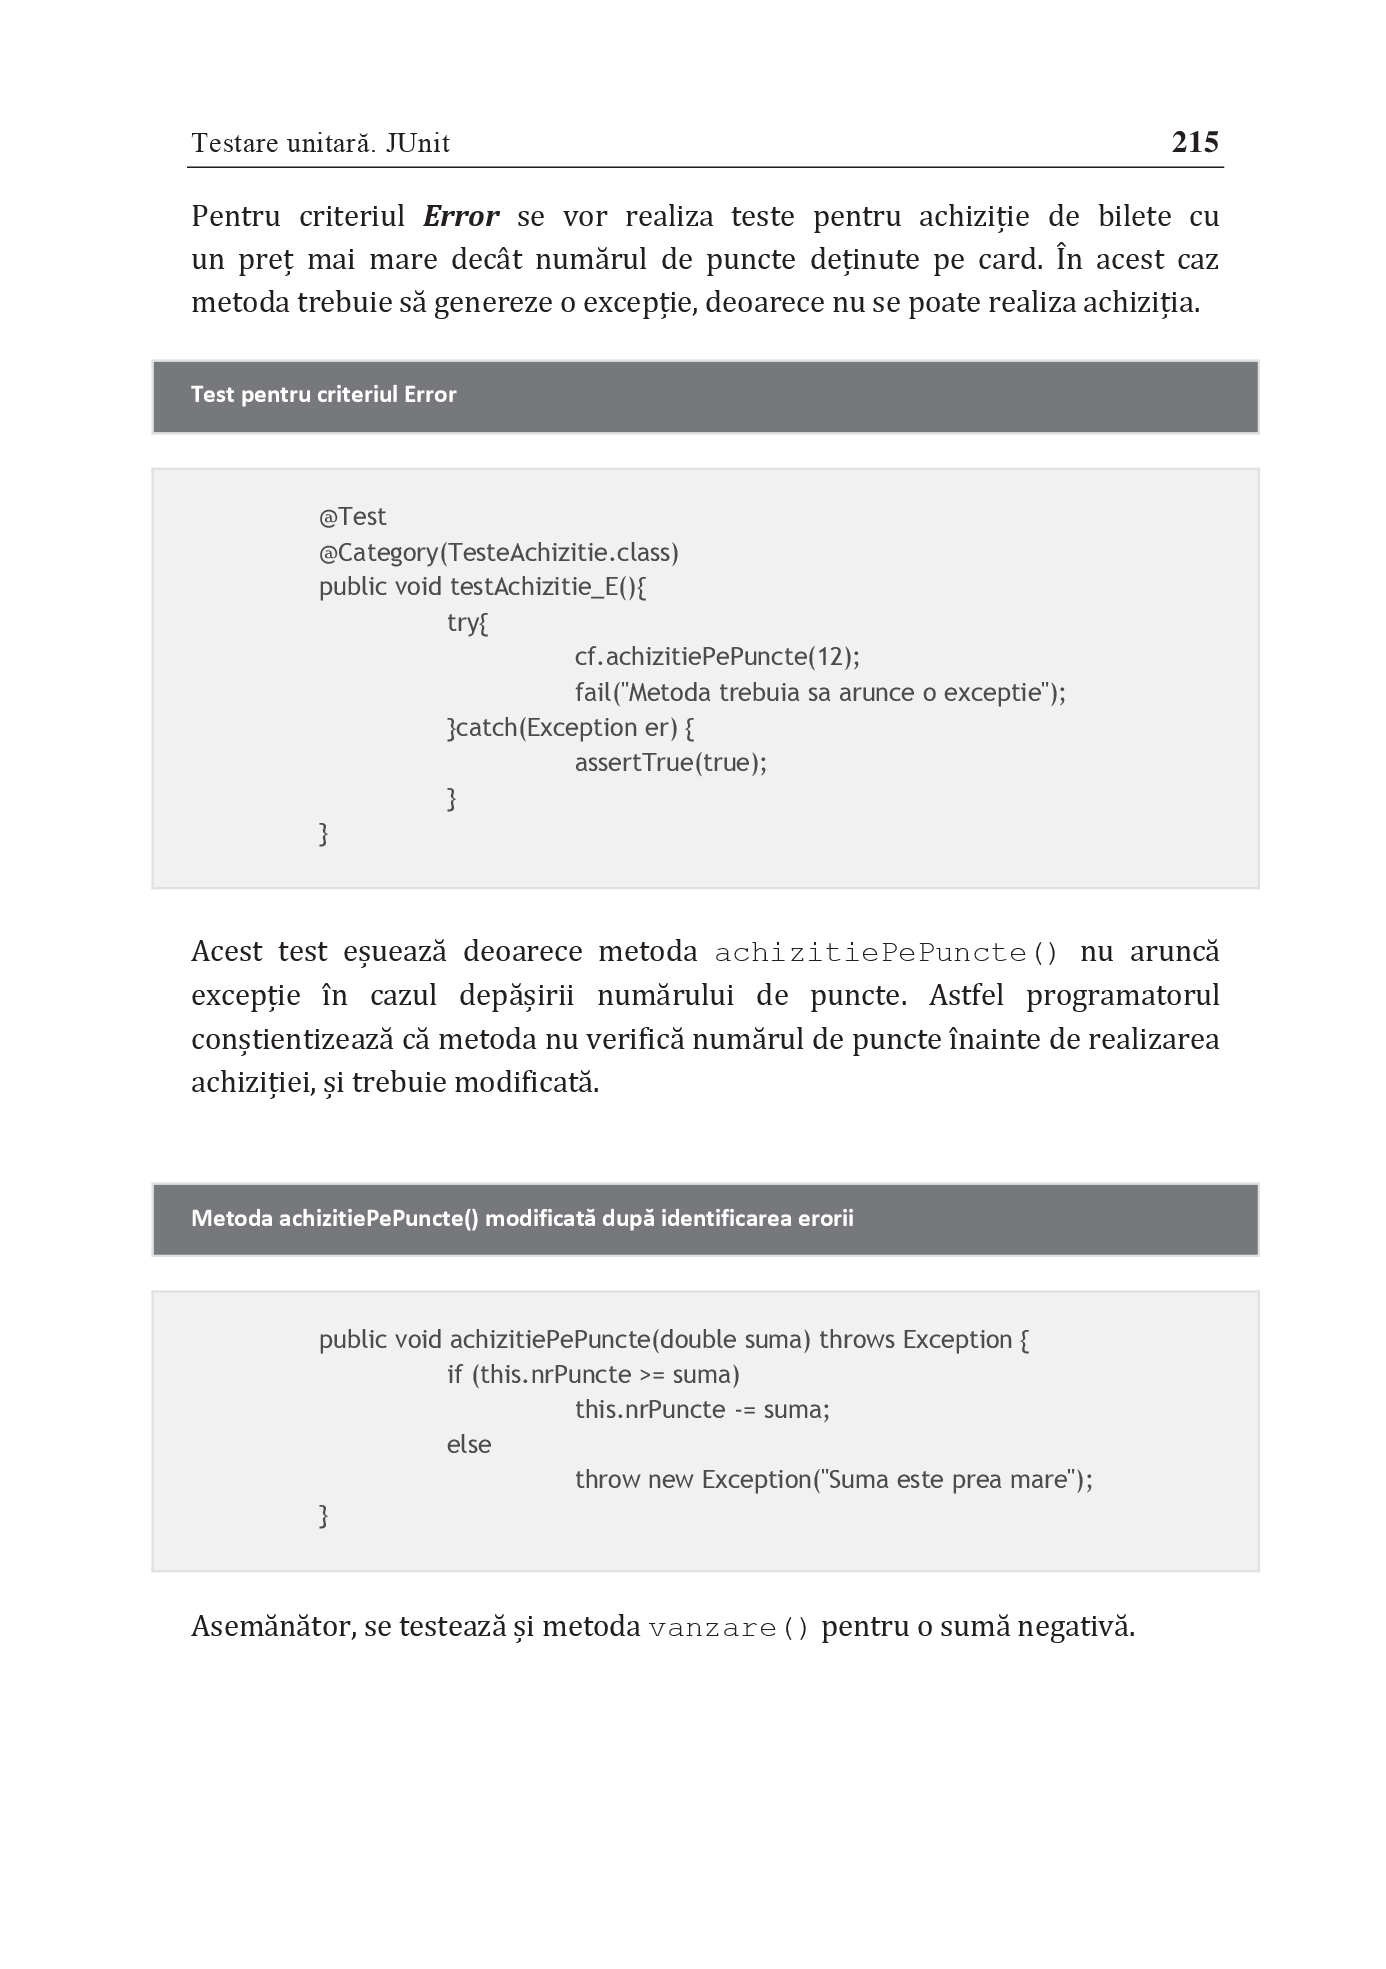 Testare unitară. JUnit 215
Pentru criteriul Error se vor realiza teste pentru achiziție de bilete cu
un preț mai mare decât numărul de puncte deținute pe card. În acest caz
metoda trebuie să genereze o excepție, deoarece nu se poate realiza achiziția.
Test pentru criteriul Error
@Test
@Category(TesteAchizitie.class)
public void testAchizitie_E(){
try{
cf.achizitiePePuncte(12);
fail("Metoda trebuia sa arunce o exceptie");
}catch(Exception er) {
assertTrue(true);
}
}
Acest test eșuează deoarece metoda achizitiePePuncte() nu aruncă
excepție în cazul depășirii numărului de puncte. Astfel programatorul
conștientizează că metoda nu verifică numărul de puncte înainte de realizarea
achiziției, și trebuie modificată.
Metoda achizitiePePuncte() modificată după identificarea erorii
public void achizitiePePuncte(double suma) throws Exception {
if (this.nrPuncte >= suma)
this.nrPuncte -= suma;
else
throw new Exception("Suma este prea mare");
}
Asemănător, se testează și metoda vanzare() pentru o sumă negativă.